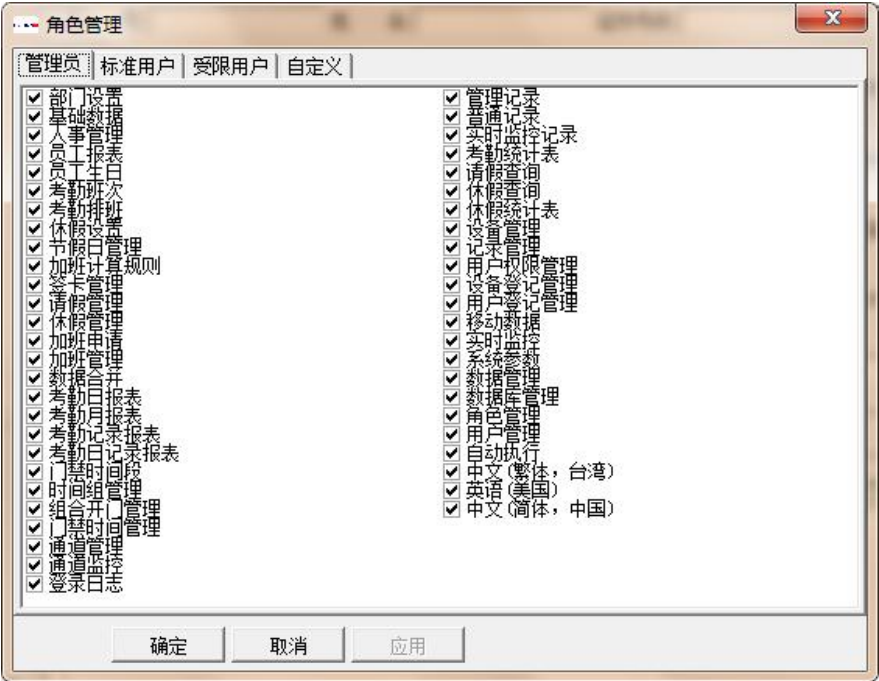 角色管理
管理员 标准用户 受限用户 自定义
部门设置
基础数据
人事管理
员工报表
员工生日
考勤班次
考勤排班
休假设置
节假日管理
加班计算规则
签卡管理
请假管理
休假管理
加班申请
加班管理
数据合并
考勤日报表
考勤月报表
考勤记录报表
考勤日记录报表
门禁时间段
时间组管理
组合开门管理
门禁时间管理
通道管理
通道监控
登录日志
管理记录
普通记录
实时监控记录
考勤统计表
请假查询
休假查询
休假统计表
设备管理
记录管理
用户权限管理
设备登记管理
用户登记管理
移动数据
实时监控
系统参数
数据管理
数据库管理
角色管理
用户管理
自动执行
中文(繁体，台湾)
英语(美国)
中文(简体，中国)
确定 取消 应用